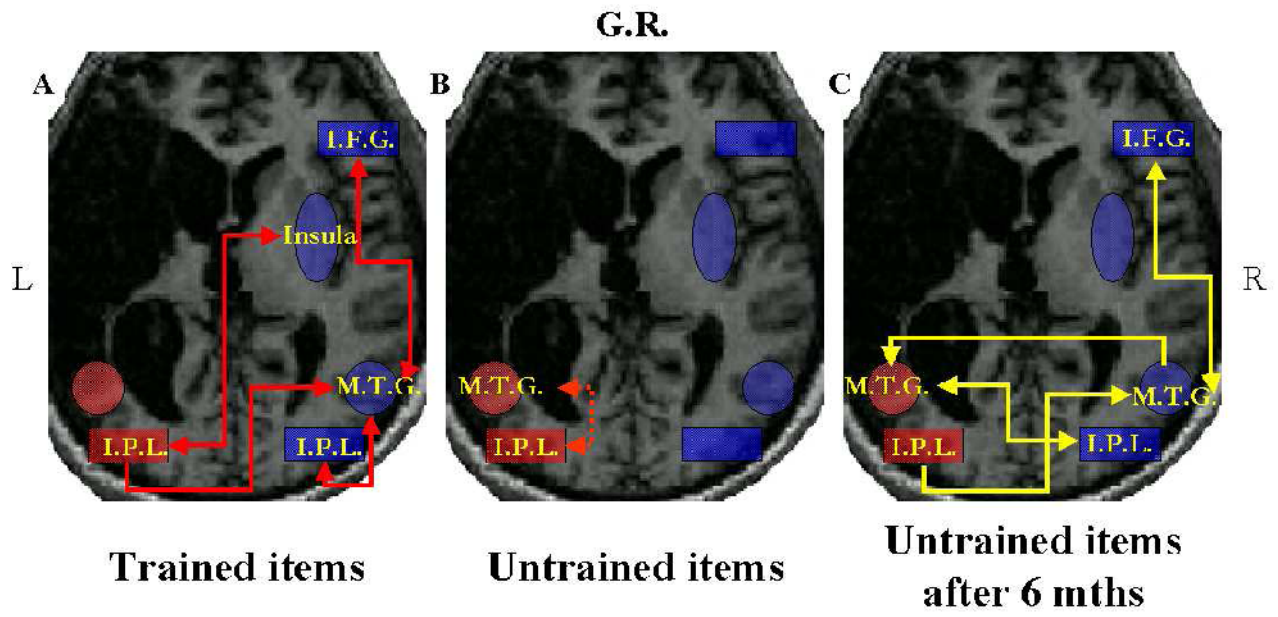 G.R.
A
B
C
I.F.G.
I.F.G.
Insula
L
R
M.T.G.
M.T.G.
M.T.G.
M.T.G.
I.P.L.
I.P.L.
I.P.L.
I.P.L.
I.P.L.
Trained items
Untrained items
Untrained items
after 6 mths